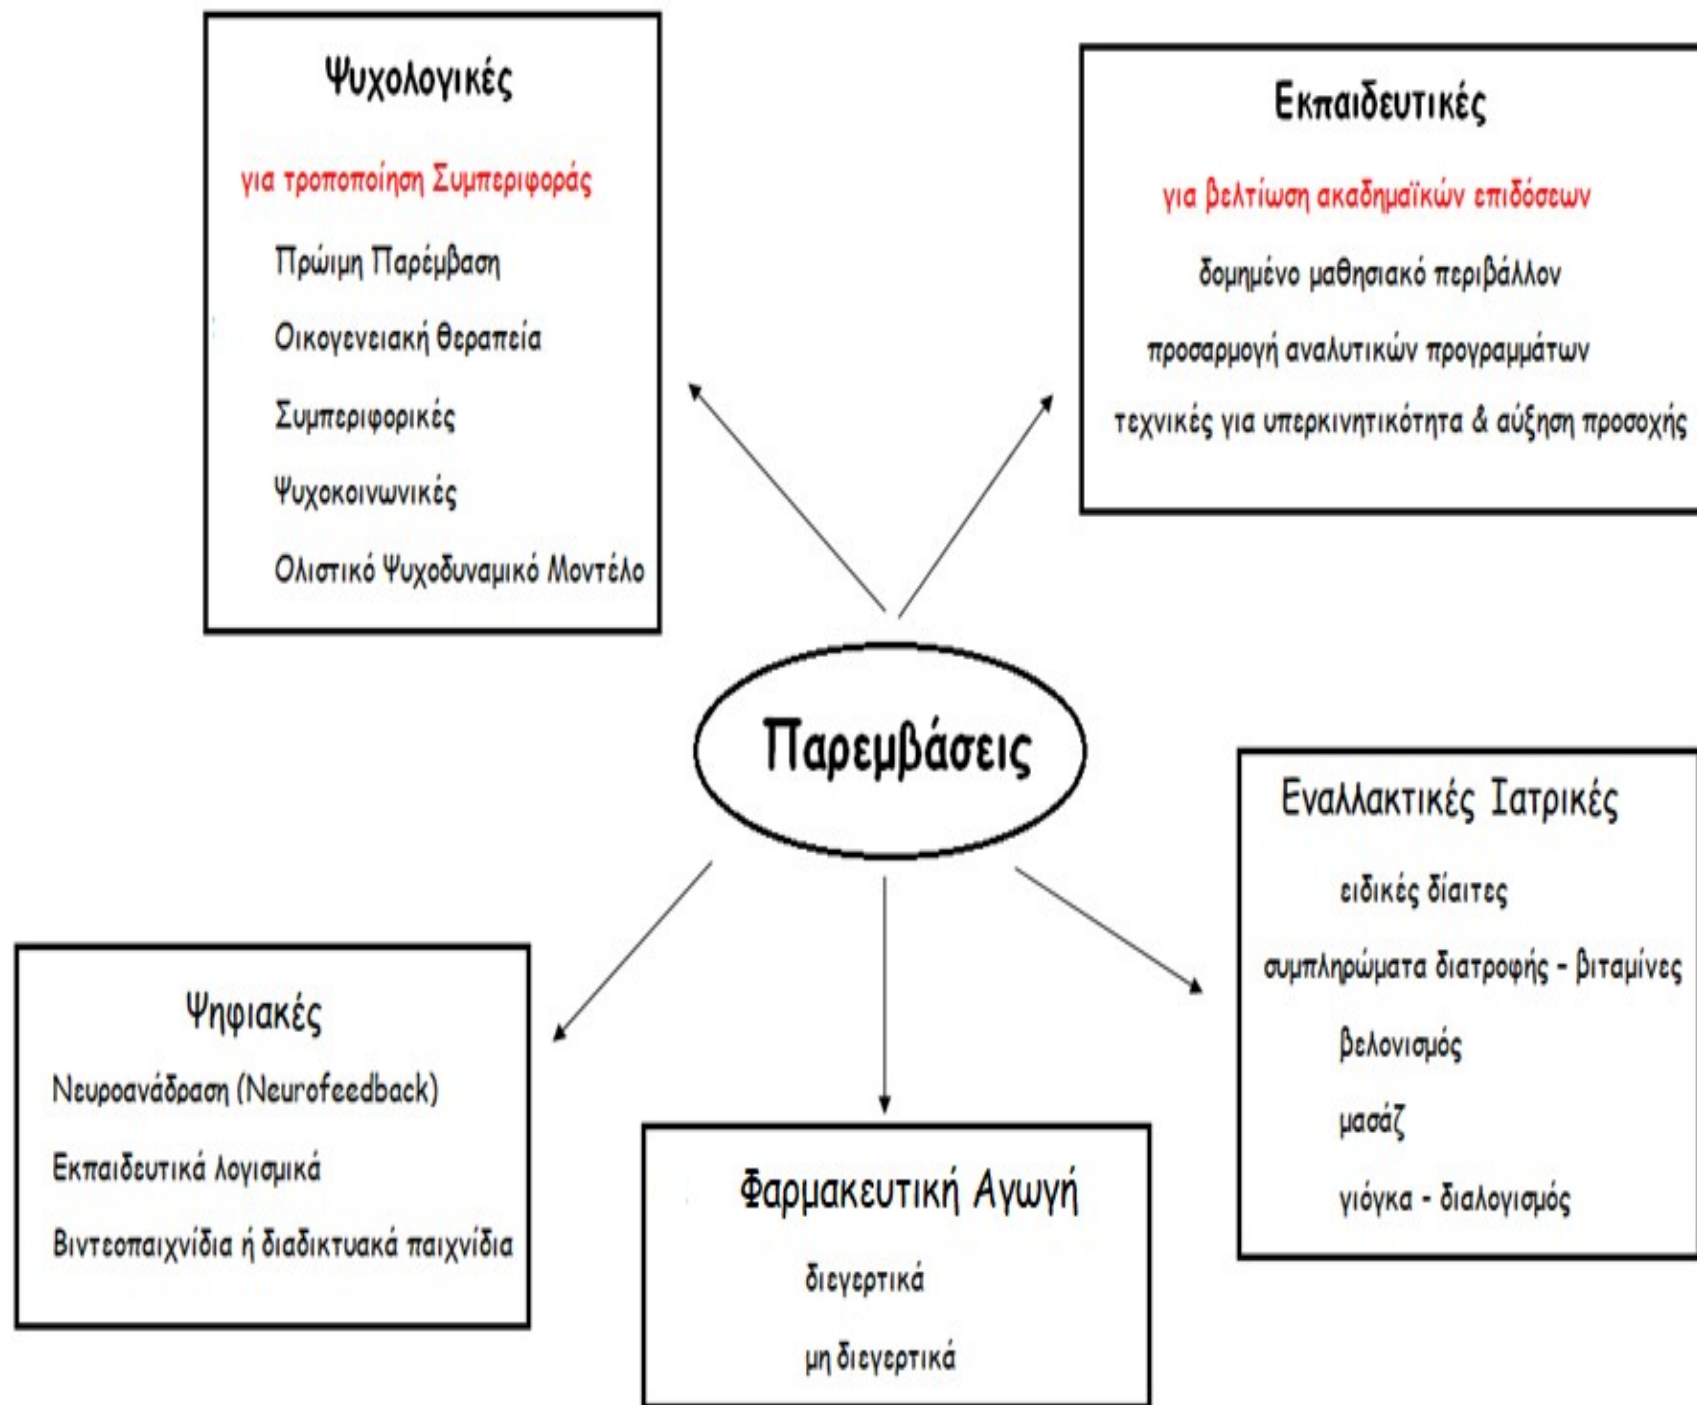 Ψυχολογικές
για τροποποίηση Συμπεριφοράς
Πρώιμη Παρέμβαση
Οικογενειακή θεραπεία
Συμπεριφορικές
Ψυχοκοινωνικές
Ολιστικό Ψυχοδυναμικό Μοντέλο
Εκπαιδευτικές
για βελτίωση ακαδημαϊκών επιδόσεων
δομημένο μαθησιακό περιβάλλον
προσαρμογή αναλυτικών προγραμμάτων
τεχνικές για υπερκινητικότητα & αύξηση προσοχής
Παρεμβάσεις
Εναλλακτικές Ιατρικές
ειδικές δίαιτες
συμπληρώματα διατροφής - βιταμίνες
βελονισμός
μασάζ
γιόγκα - διαλογισμός
Ψηφιακές
Νευροανάδραση (Neurofeedback)
Εκπαιδευτικά λογισμικά
Βιντεοπαιχνίδια ή διαδικτυακά παιχνίδια
Φαρμακευτική Αγωγή
διεγερτικά
μη διεγερτικά